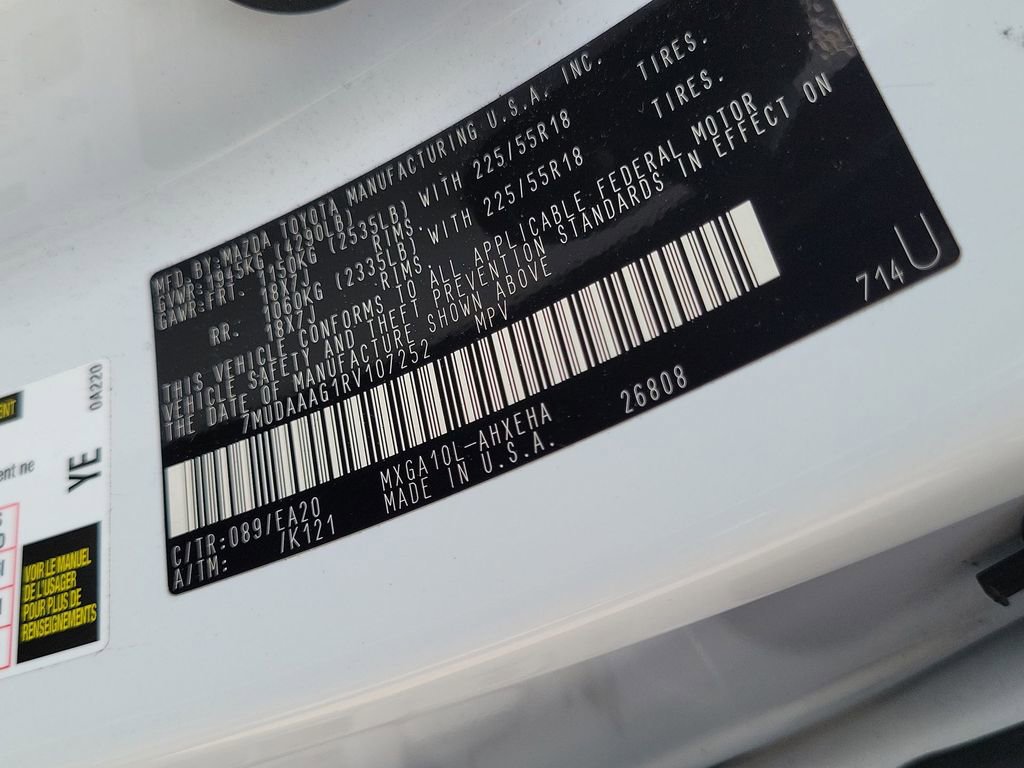 MFD. BY: MAZDA TOYOTA MANUFACTURING U.S.A. INC.
GVWR: 1945KG (4290LB)
GAWR: FRT. 1150KG (2535LB) WITH 225/55R18 TIRES.
18X7J RIMS.
RR. 1060KG (2335LB) WITH 225/55R18 TIRES.
18X7J RIMS
THIS VEHICLE CONFORMS TO ALL APPLICABLE FEDERAL MOTOR
VEHICLE SAFETY AND THEFT PREVENTION STANDARDS IN EFFECT ON
THE DATE OF MANUFACTURE SHOWN ABOVE
7MUDAAAG1RV107252 MPV
714U
C/TR: 089/EA20 MXGA10L-AHXEHA 26808
A/TM: /K121 MADE IN U.S.A.
0A220
YE
ent ne
VOIR LE MANUEL
DE L'USAGER
POUR PLUS DE
RENSEIGNEMENTS